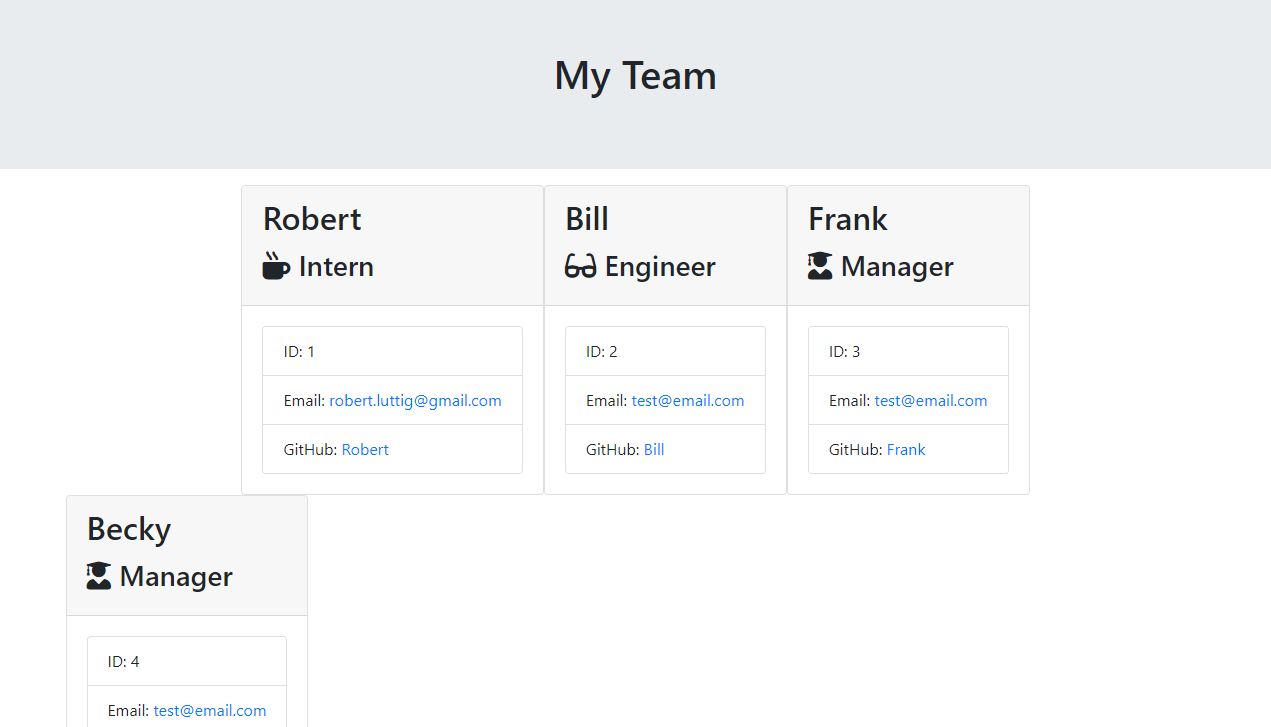 My Team
Robert
Intern
ID: 1
Email: robert.luttig@gmail.com
GitHub: Robert
Bill
Engineer
ID: 2
Email: test@email.com
GitHub: Bill
Frank
Manager
ID: 3
Email: test@email.com
GitHub: Frank
Becky
Manager
ID: 4
Email: test@email.com